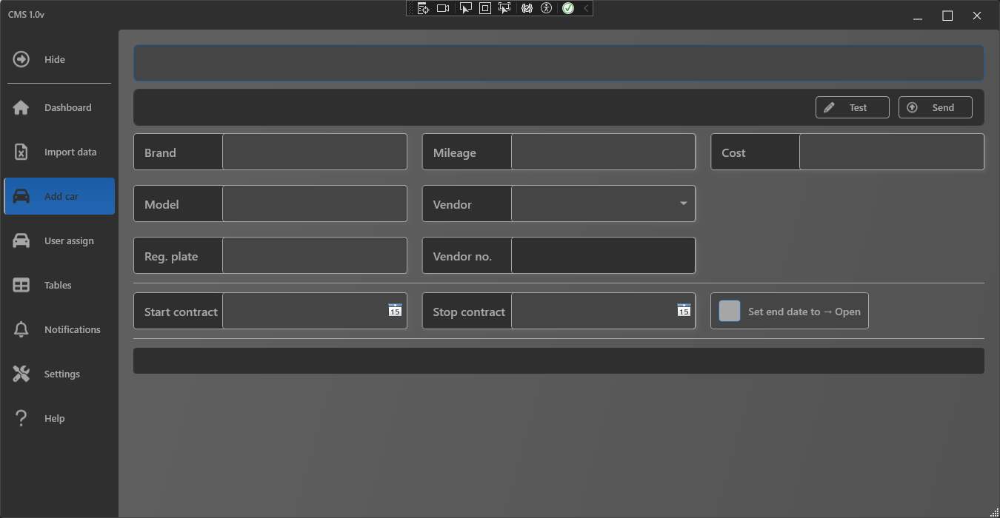 CMS 1.0v
Hide
Dashboard
Import data
Add car
User assign
Tables
Notifications
Settings
Help
Test
Send
Brand
Mileage
Cost
Model
Vendor
Reg. plate
Vendor no.
Start contract
15
Stop contract
15
Set end date to → Open